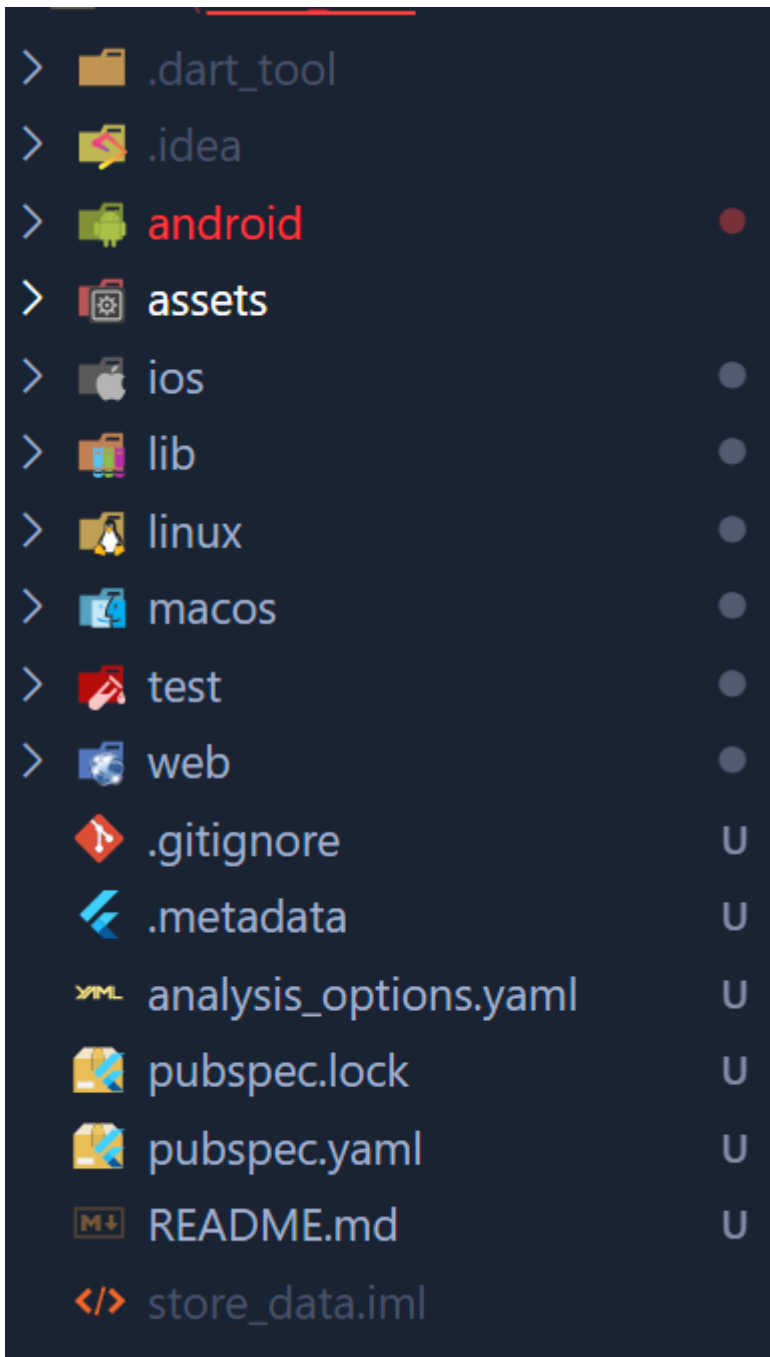 .dart_tool
.idea
android
assets
ios
lib
linux
macos
test
web
.gitignore U
.metadata U
YAML analysis_options.yaml U
pubspec.lock U
pubspec.yaml U
M↓ README.md U
</> store_data.iml